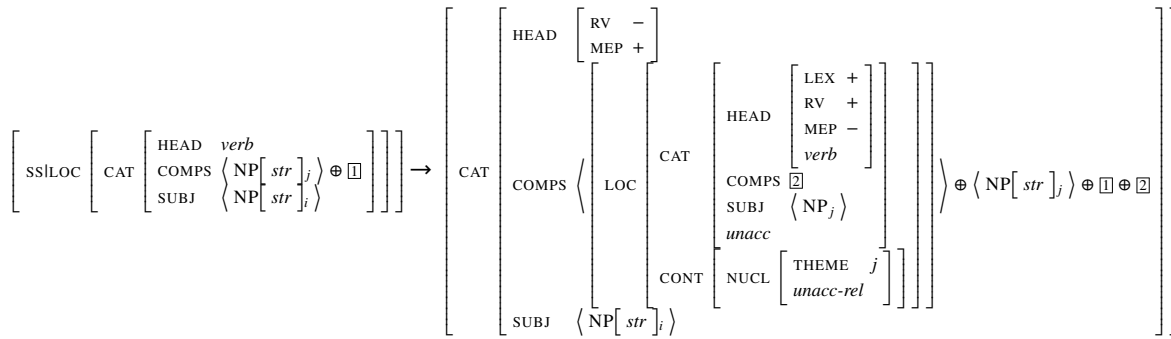 HEAD [ RV − MEP + ]
LEX +
HEAD RV +
MEP −
CAT verb
HEAD verb
[ SS|LOC [ CAT [ COMPS ⟨ NP[ str ]j ⟩ ⊕ 1 ] ] ] → [ CAT [ COMPS ⟨ [ LOC [ COMPS 2 ] ] ⟩ ⊕ ⟨ NP[ str ]j ⟩ ⊕ 1 ⊕ 2 ] ]
SUBJ ⟨ NP[ str ]i ⟩ SUBJ ⟨ NPj ⟩
unacc
CONT [ NUCL [ THEME j
unacc-rel ] ]
SUBJ ⟨ NP[ str ]i ⟩